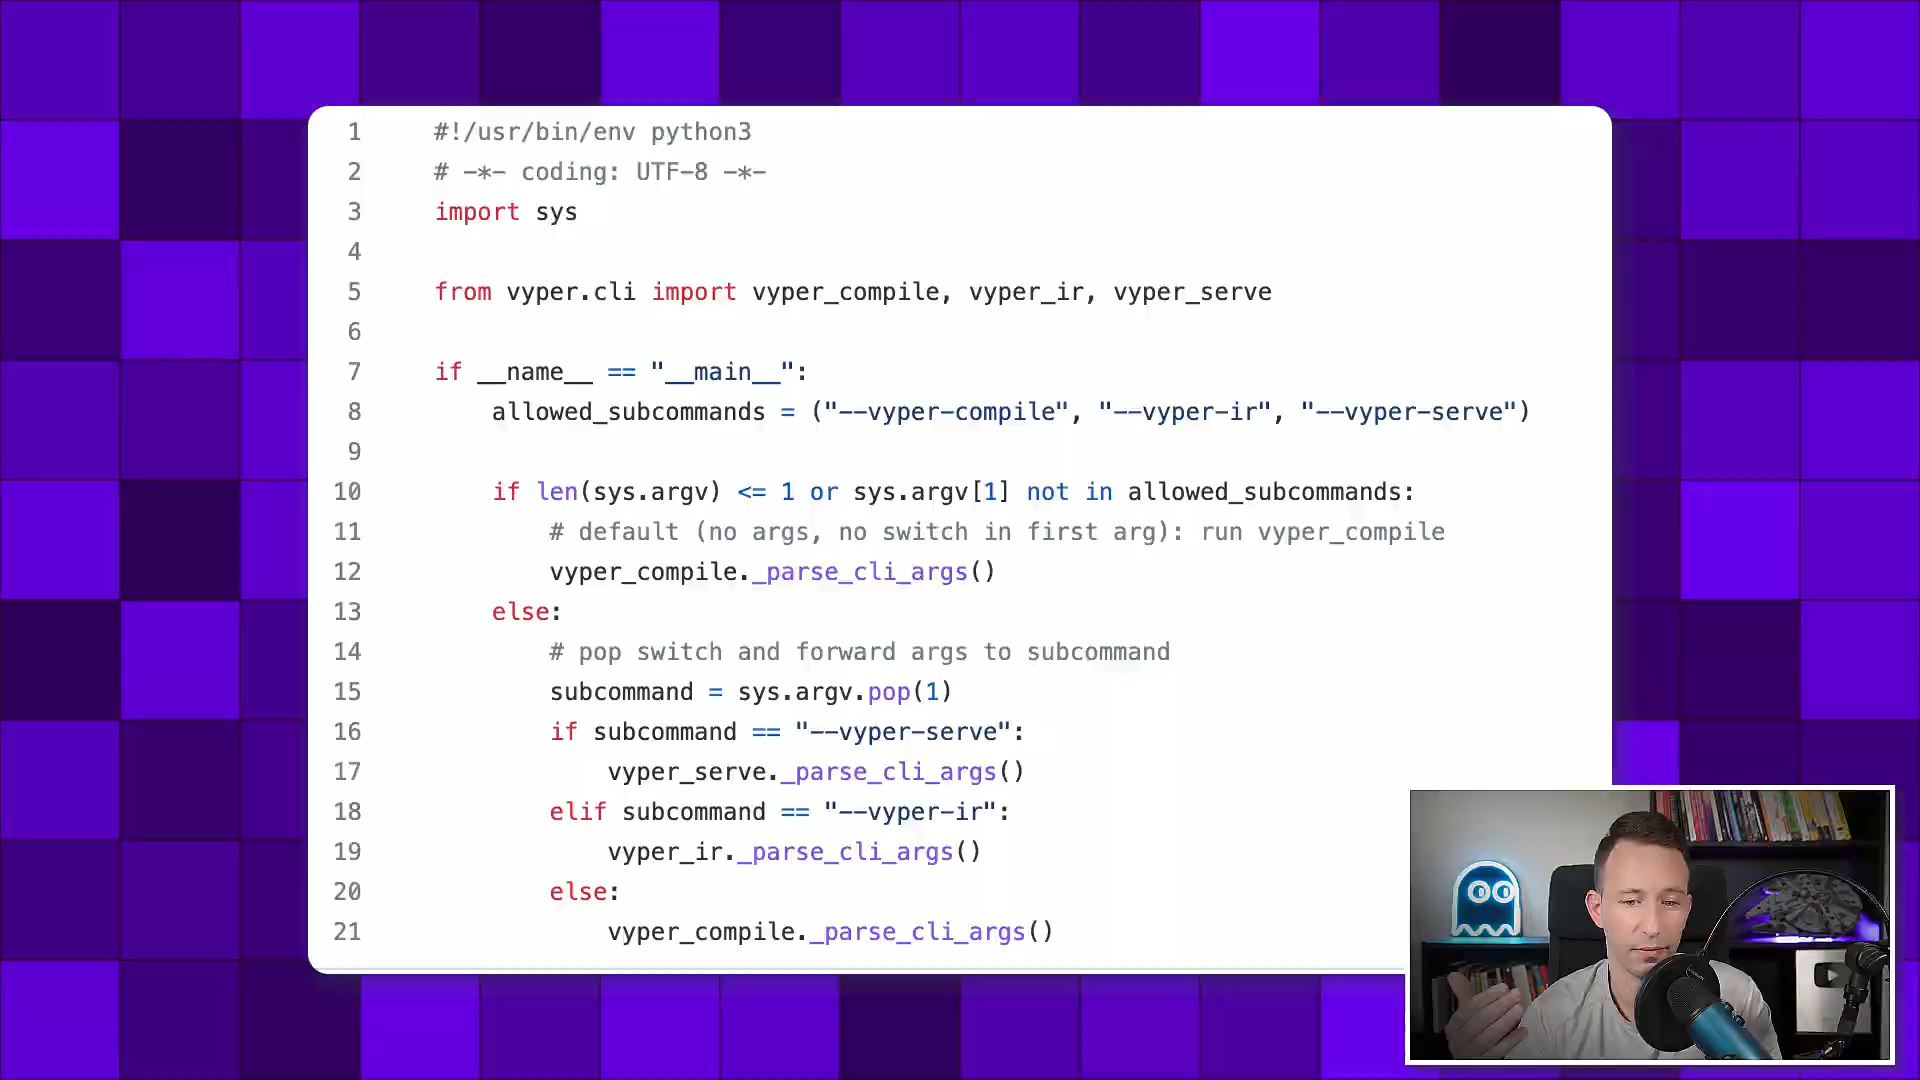 1 #!/usr/bin/env python3
2 # -*- coding: UTF-8 -*-
3 import sys
4
5 from vyper.cli import vyper_compile, vyper_ir, vyper_serve
6
7 if __name__ == "__main__":
8     allowed_subcommands = ("--vyper-compile", "--vyper-ir", "--vyper-serve")
9
10     if len(sys.argv) <= 1 or sys.argv[1] not in allowed_subcommands:
11         # default (no args, no switch in first arg): run vyper_compile
12         vyper_compile._parse_cli_args()
13     else:
14         # pop switch and forward args to subcommand
15         subcommand = sys.argv.pop(1)
16         if subcommand == "--vyper-serve":
17             vyper_serve._parse_cli_args()
18         elif subcommand == "--vyper-ir":
19             vyper_ir._parse_cli_args()
20         else:
21             vyper_compile._parse_cli_args()